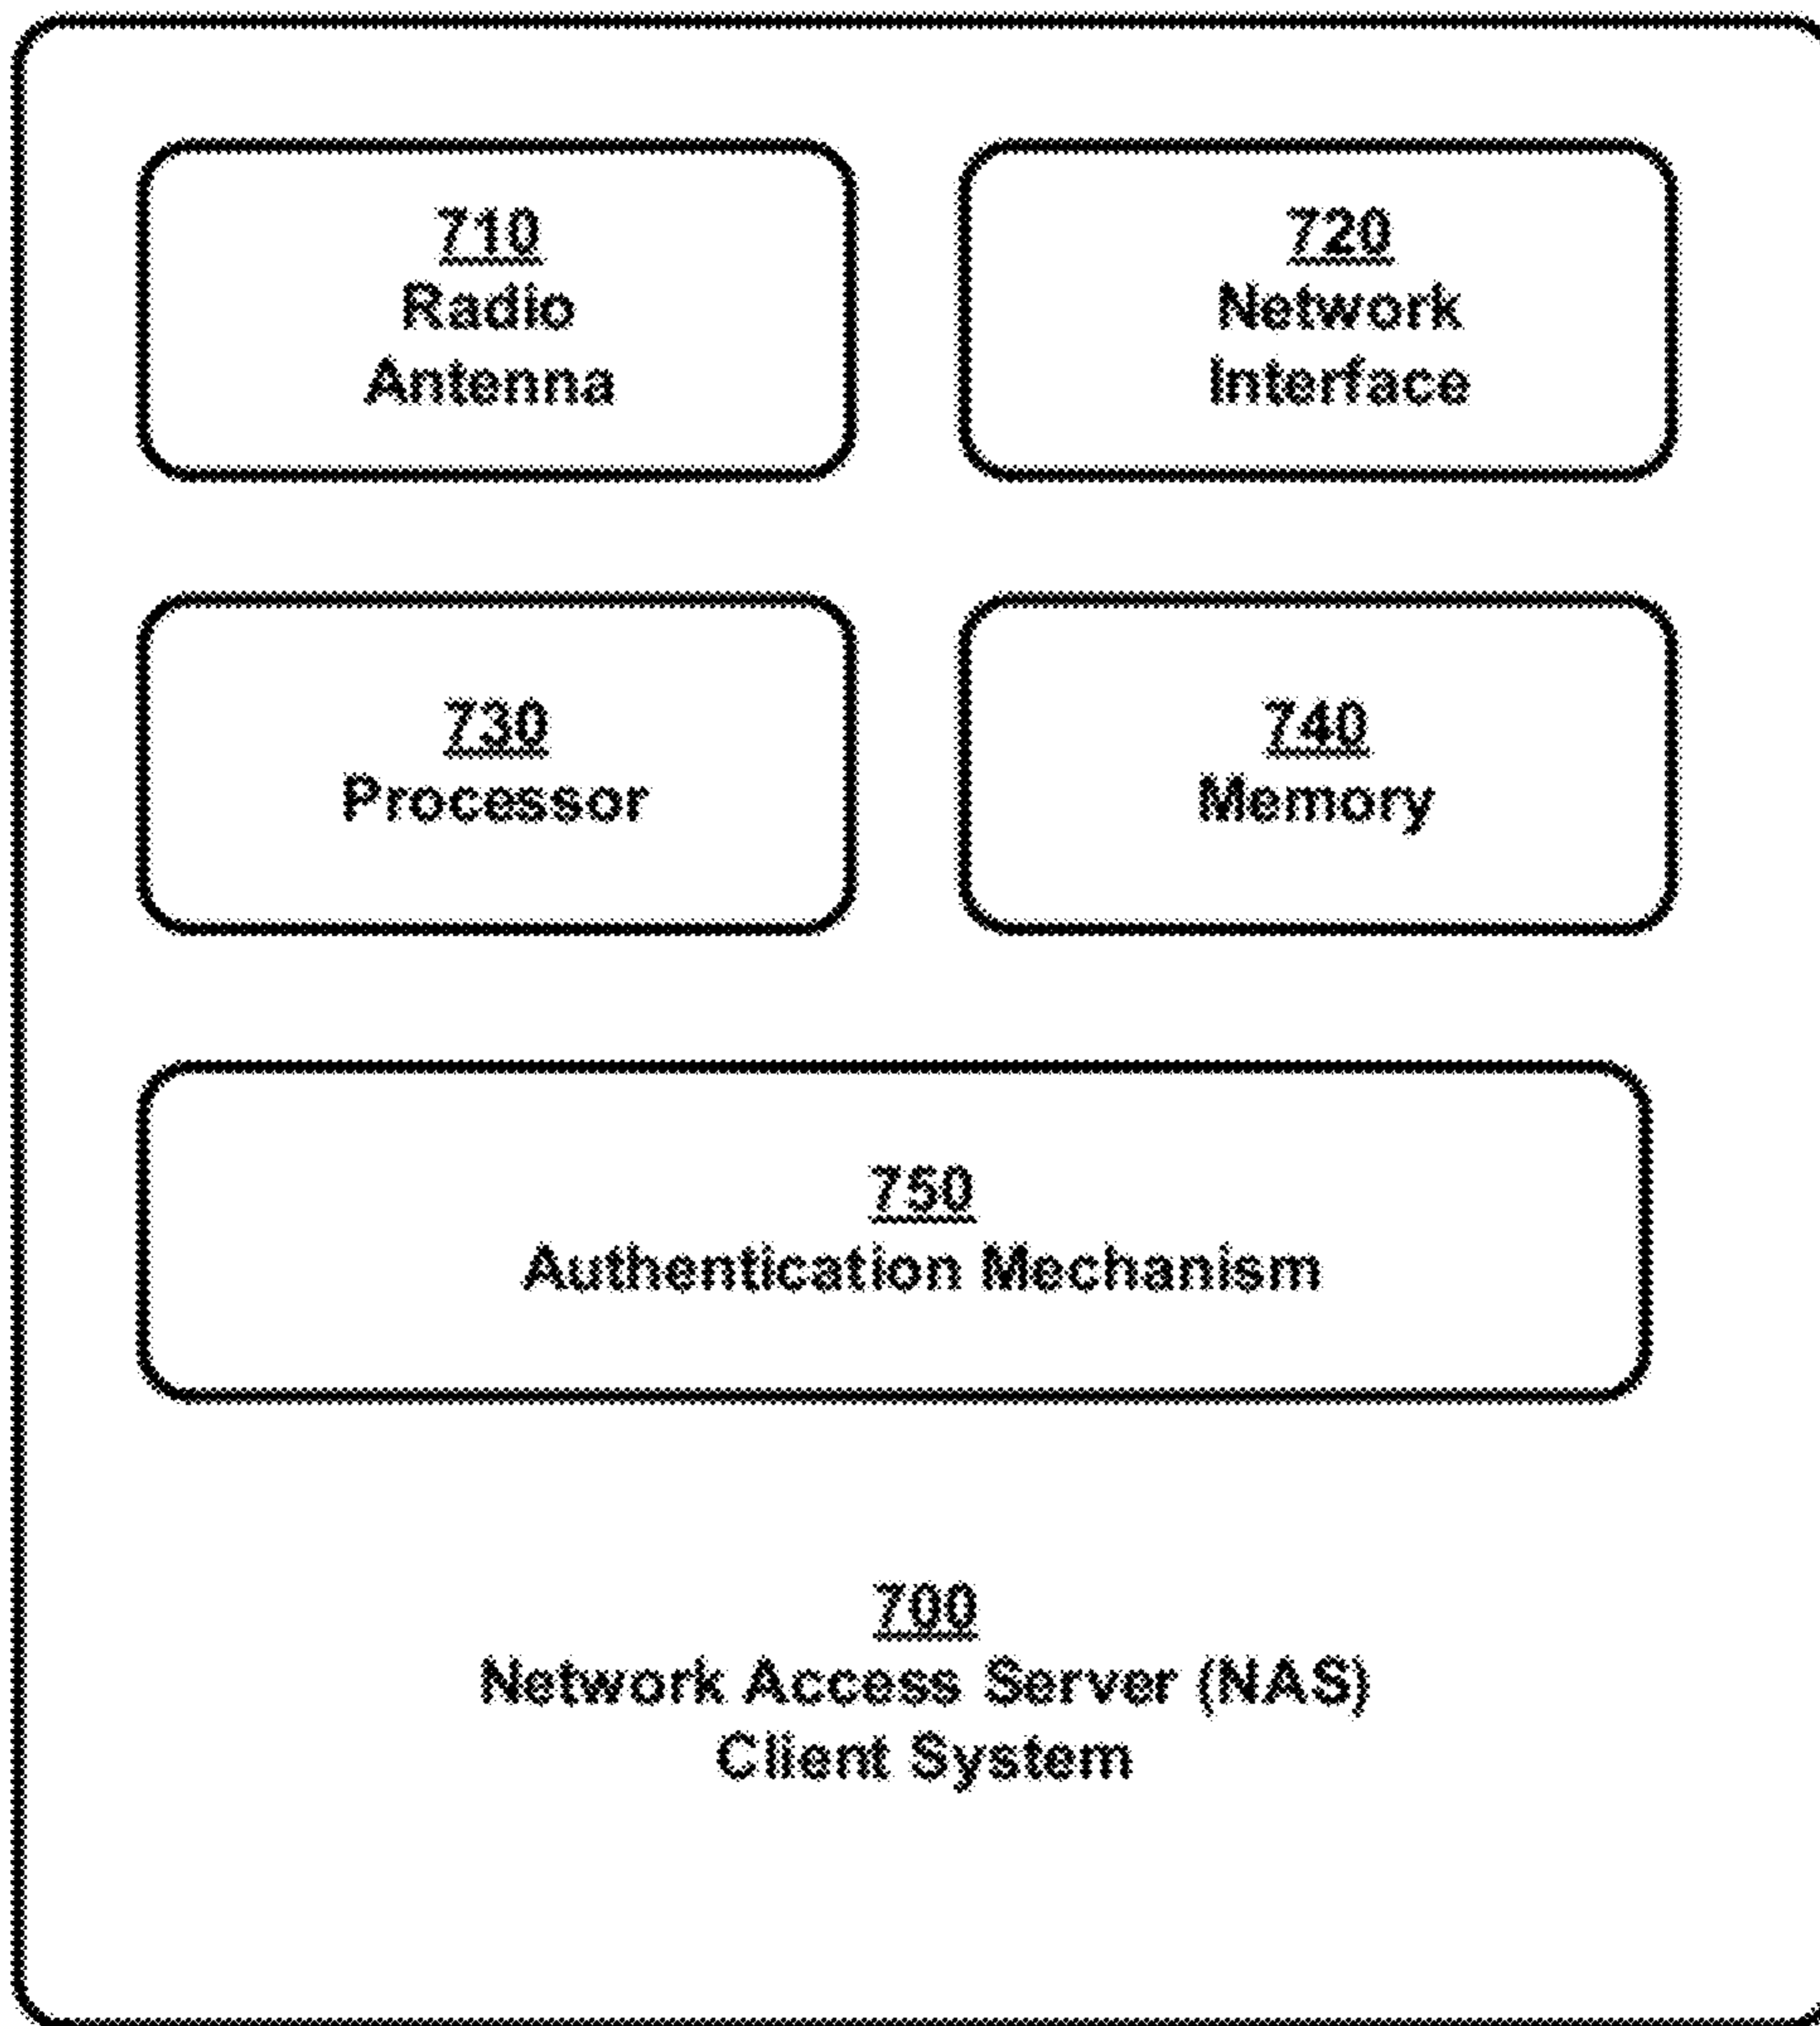 710
Radio
Antenna
720
Network
Interface
730
Processor
740
Memory
750
Authentication Mechanism
700
Network Access Server (NAS)
Client System